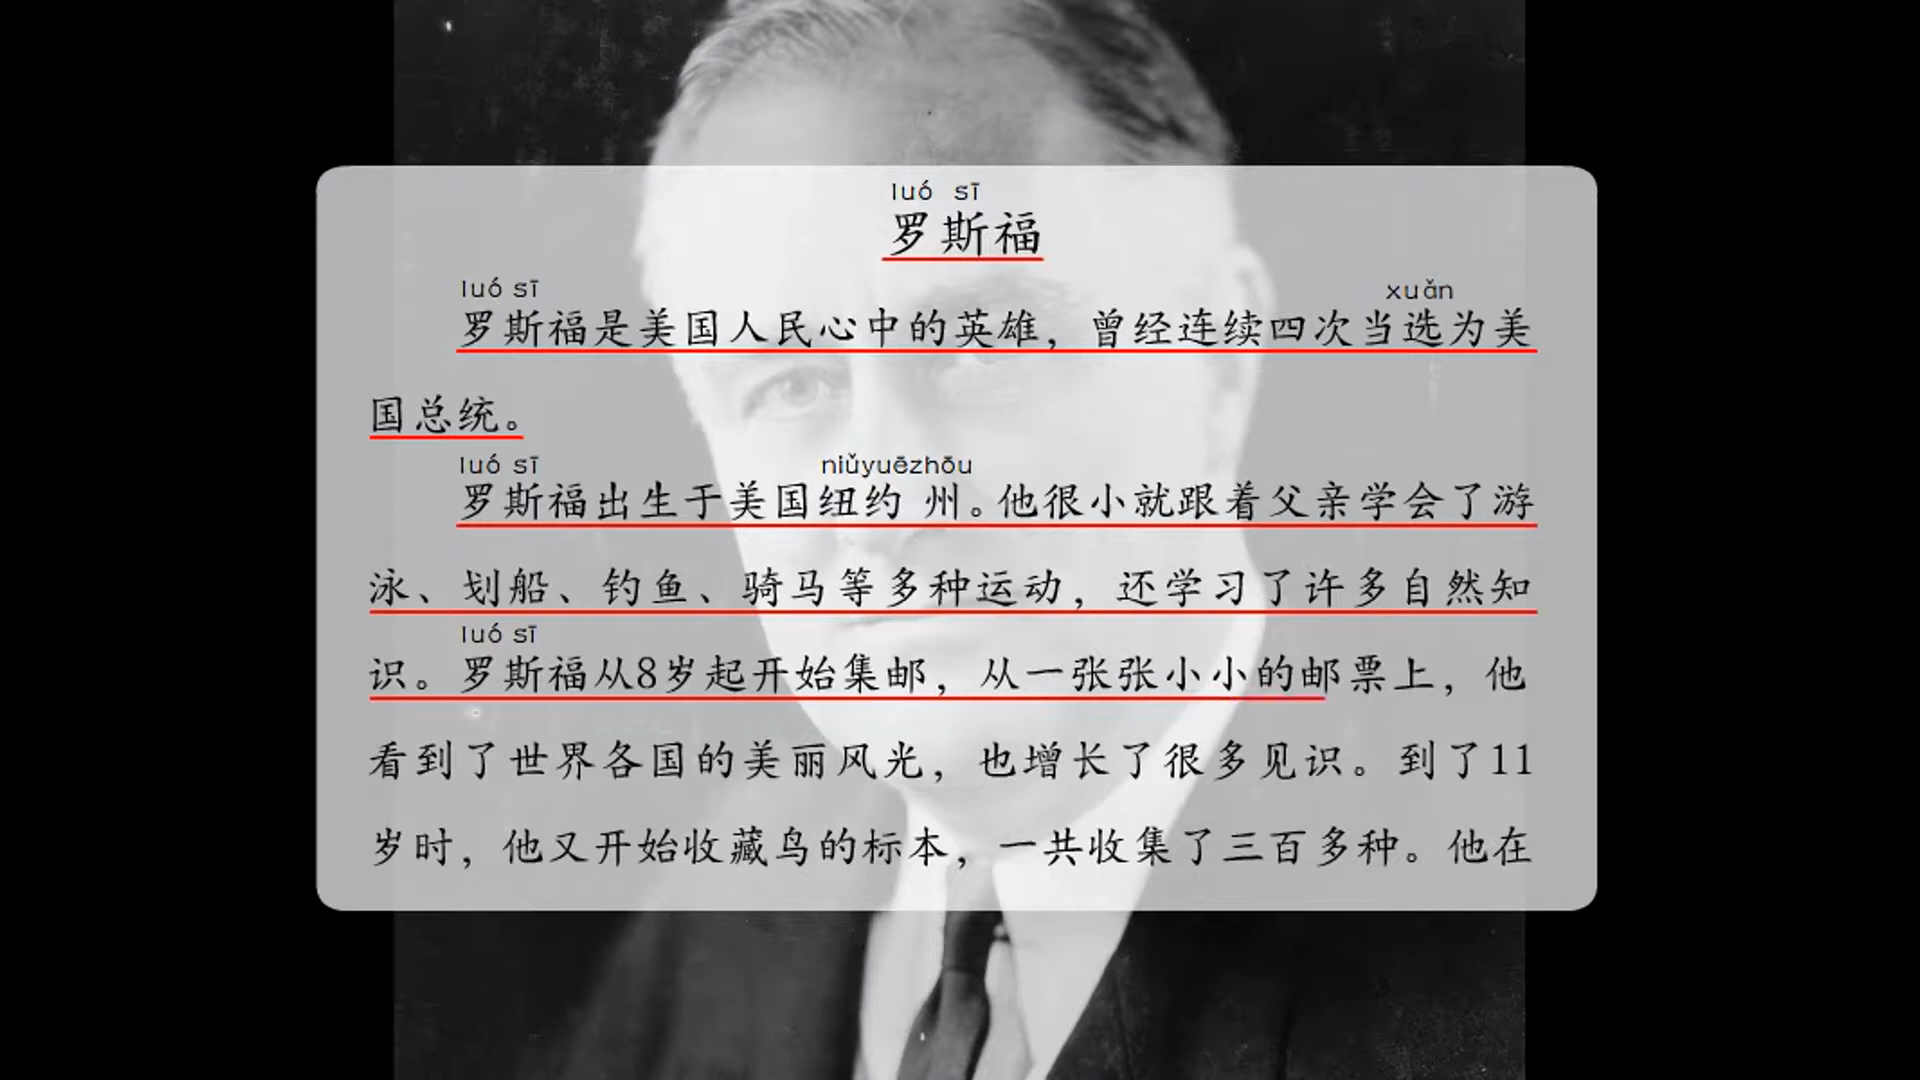 luó sī
罗斯福
luó sī xuǎn
罗斯福是美国人民心中的英雄，曾经连续四次当选为美
国总统。
luó sī niǔyuēzhōu
罗斯福出生于美国纽约州。他很小就跟着父亲学会了游
泳、划船、钓鱼、骑马等多种运动，还学习了许多自然知
luó sī
识。罗斯福从8岁起开始集邮，从一张张小小的邮票上，他
看到了世界各国的美丽风光，也增长了很多见识。到了11
岁时，他又开始收藏鸟的标本，一共收集了三百多种。他在